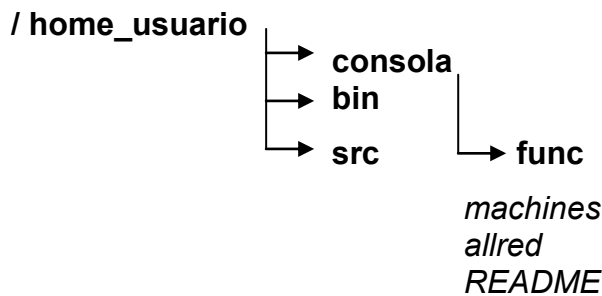 / home_usuario
consola
bin
src
func
machines
allred
README